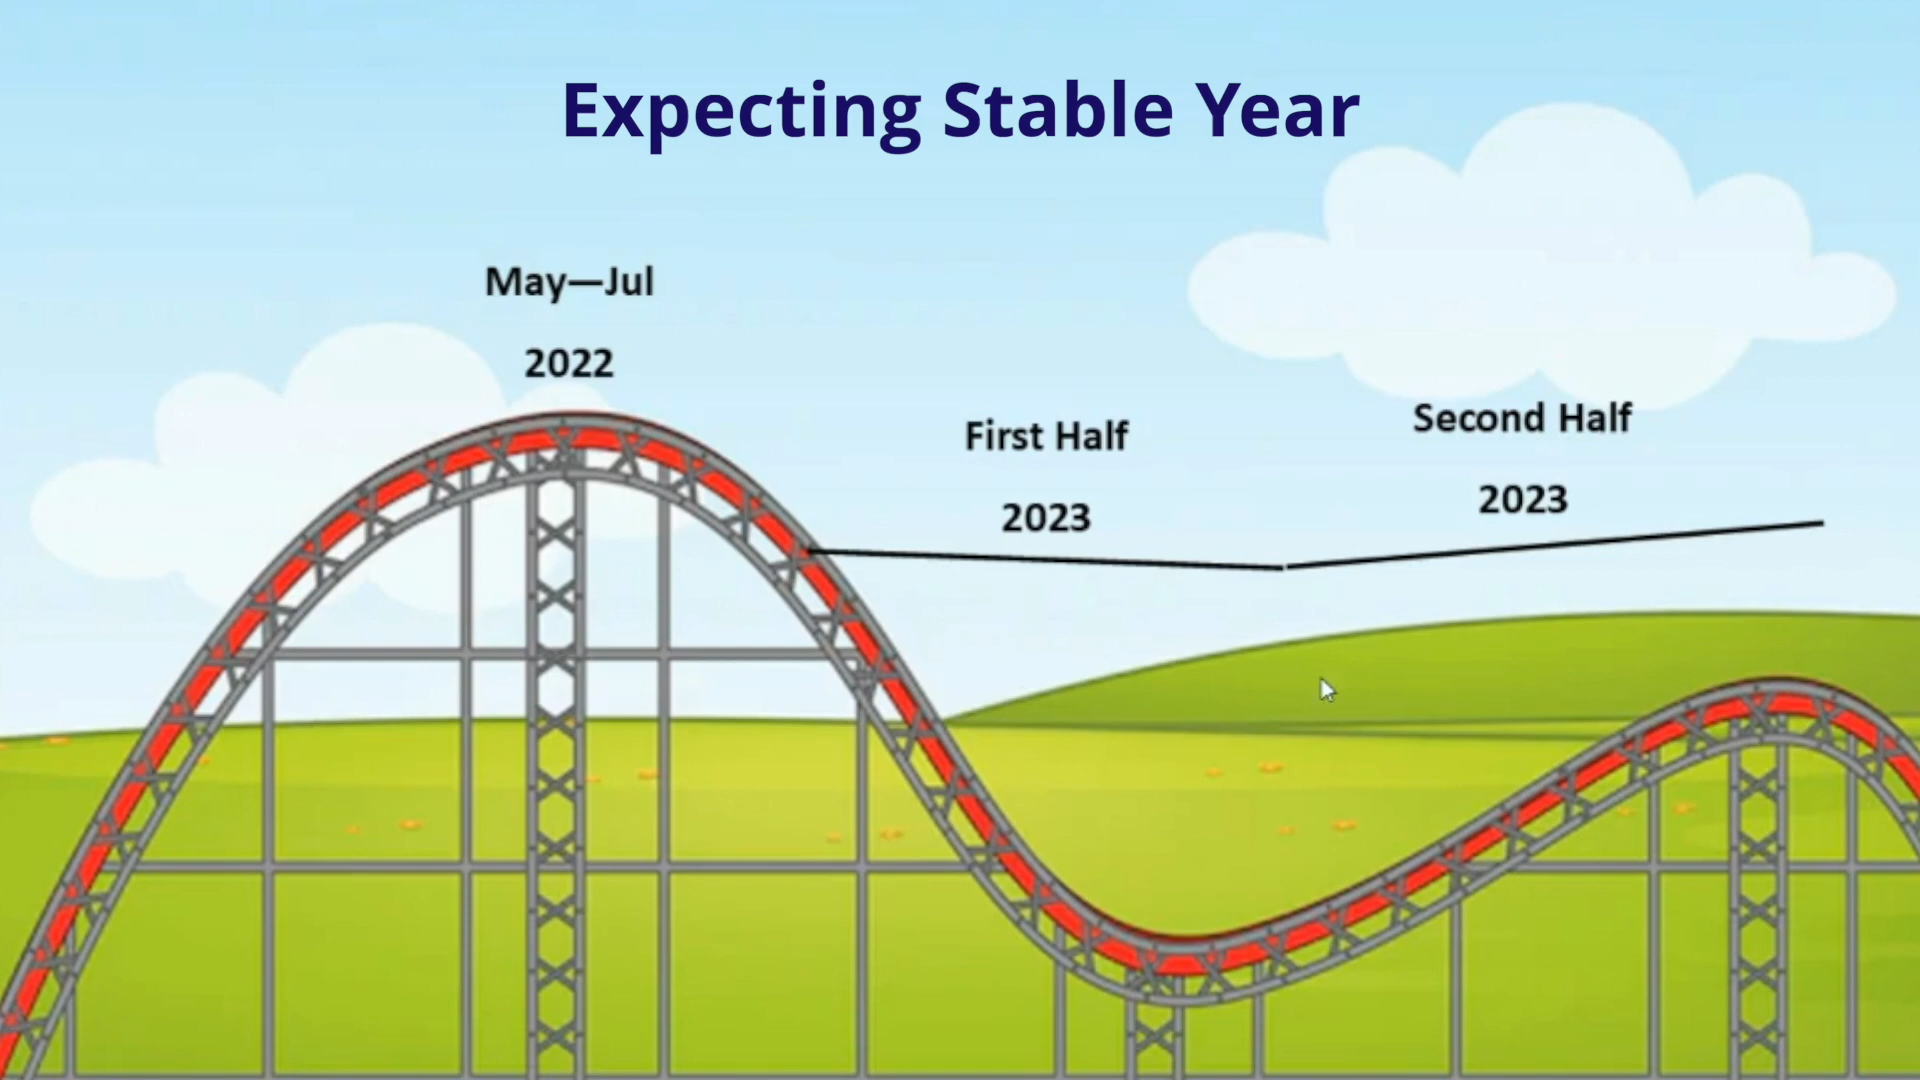 Expecting Stable Year
May—Jul
2022
First Half
2023
Second Half
2023